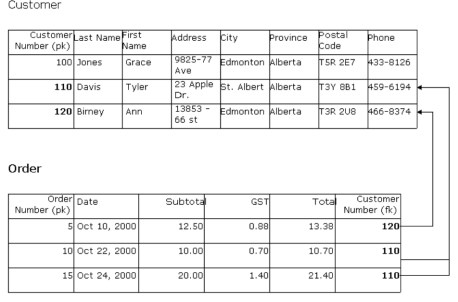 Customer
Customer Number (pk) Last Name First Name Address City Province Postal Code Phone
100 Jones Grace 9825-77 Ave Edmonton Alberta T5R 2E7 433-8126
110 Davis Tyler 23 Apple Dr. St. Albert Alberta T3Y 8B1 459-6194
120 Birney Ann 13853 - 66 st Edmonton Alberta T3R 2U8 466-8374
Order
Order Number (pk) Date Subtotal GST Total Customer Number (fk)
5 Oct 10, 2000 12.50 0.88 13.38 120
10 Oct 22, 2000 10.00 0.70 10.70 110
15 Oct 24, 2000 20.00 1.40 21.40 110